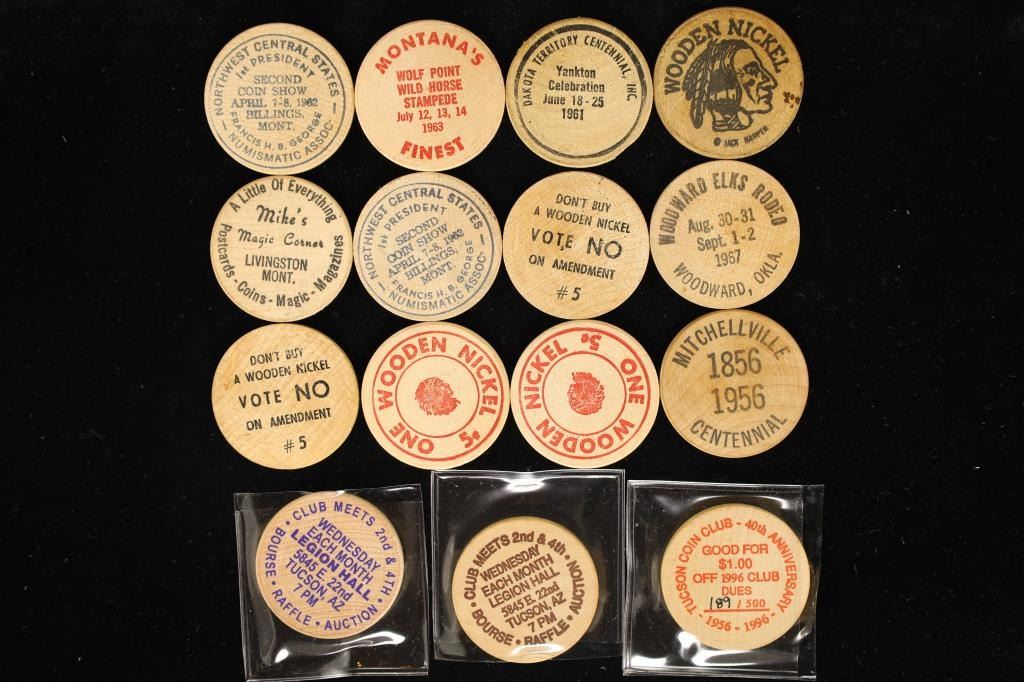 NORTHWEST CENTRAL STATES
1st PRESIDENT
SECOND
COIN SHOW
APRIL 7-8, 1962
BILLINGS,
MONT.
FRANCIS H. B. GEORGE
NUMISMATIC ASSOC.
MONTANA'S
WOLF POINT
WILD HORSE
STAMPEDE
July 12, 13, 14
1963
FINEST
DAKOTA TERRITORY CENTENNIAL, INC.
Yankton
Celebration
June 18-25
1961
WOODEN NICKEL
© JACK HARPER
A Little Of Everything
Mike's
Magic Corner
LIVINGSTON
MONT.
Postcards - Coins - Magic - Magazines
NORTHWEST CENTRAL STATES
1st PRESIDENT
SECOND
COIN SHOW
APRIL 7-8, 1962
BILLINGS,
MONT.
FRANCIS H. B. GEORGE
NUMISMATIC ASSOC.
DON'T BUY
A WOODEN NICKEL
VOTE NO
ON AMENDMENT
#5
WOODWARD ELKS RODEO
Aug. 30-31
Sept. 1-2
1967
WOODWARD, OKLA.
DON'T BUY
A WOODEN NICKEL
VOTE NO
ON AMENDMENT
#5
ONE WOODEN NICKEL
5¢
ONE WOODEN NICKEL
5¢
MITCHELLVILLE
1856
1956
CENTENNIAL
• CLUB MEETS 2nd & 4TH •
WEDNESDAY
EACH MONTH
LEGION HALL
5845 E. 22nd
TUCSON, AZ
7 PM
BOURSE • RAFFLE • AUCTION
• CLUB MEETS 2nd & 4th •
WEDNESDAY
EACH MONTH
LEGION HALL
5845 E. 22nd
TUCSON, AZ
7 PM
BOURSE • RAFFLE • AUCTION
TUCSON COIN CLUB - 40th ANNIVERSARY
GOOD FOR
$1.00
OFF 1996 CLUB
DUES
189 / 500
- 1956 - 1996 -